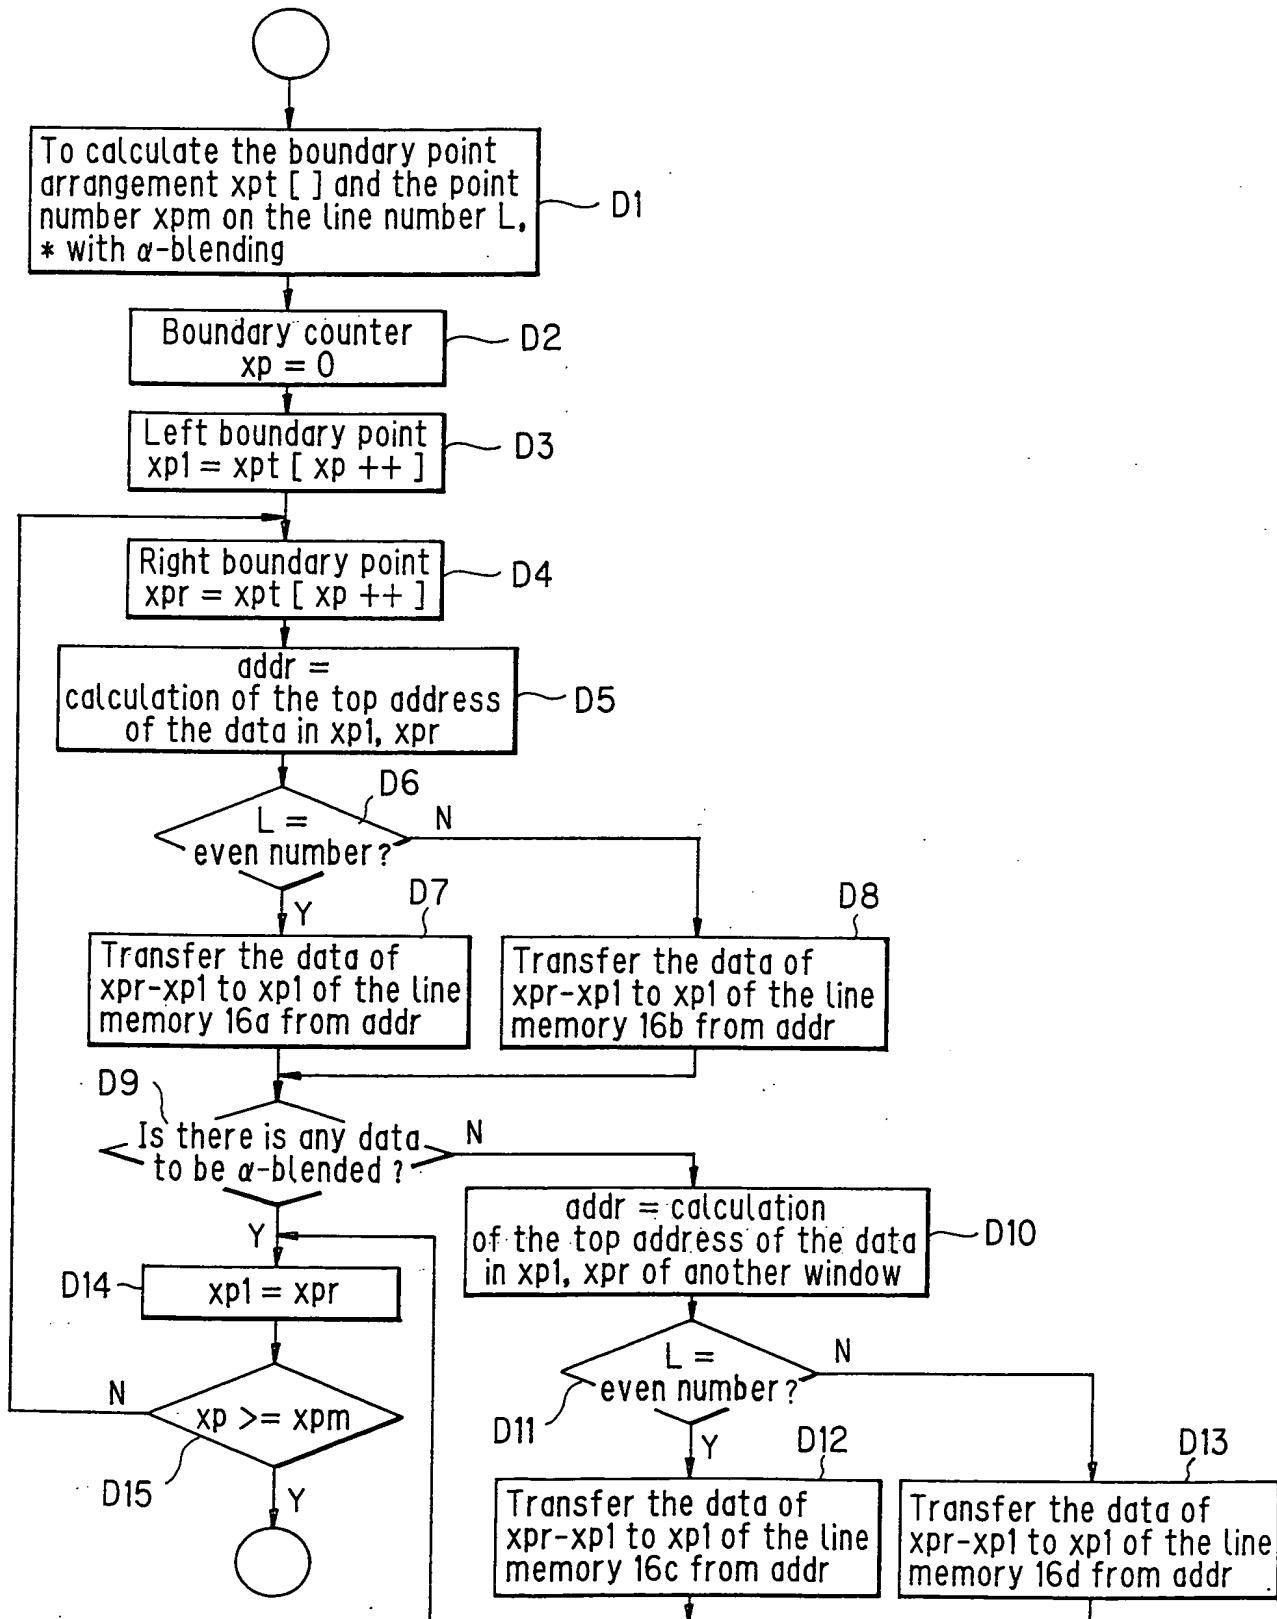 To calculate the boundary point
arrangement xpt [ ] and the point
number xpm on the line number L,
* with α-blending
D1
Boundary counter
xp = 0
D2
Left boundary point
xp1 = xpt [ xp ++ ]
D3
Right boundary point
xpr = xpt [ xp ++ ]
D4
addr =
calculation of the top address
of the data in xp1, xpr
D5
D6
L =
even number?
N
Y
D7
Transfer the data of
xpr-xp1 to xp1 of the line
memory 16a from addr
D8
Transfer the data of
xpr-xp1 to xp1 of the line
memory 16b from addr
D9
Is there is any data
to be α-blended ?
N
Y
addr = calculation
of the top address of the data
in xp1, xpr of another window
D10
D14
xp1 = xpr
L =
even number?
N
D11
Y
N
xp >= xpm
D15
Y
D12
Transfer the data of
xpr-xp1 to xp1 of the line
memory 16c from addr
D13
Transfer the data of
xpr-xp1 to xp1 of the line
memory 16d from addr